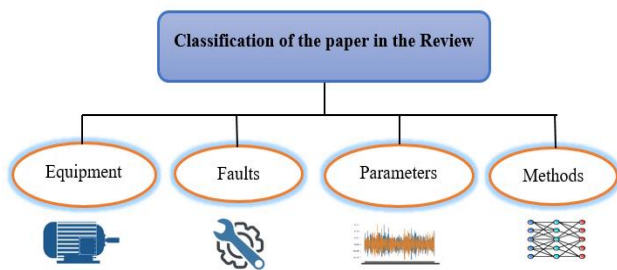 Classification of the paper in the Review
Equipment
Faults
Parameters
Methods